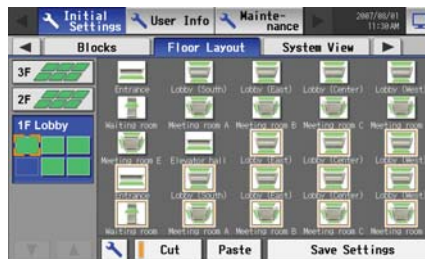 Initial Settings
User Info
Mainte-nance
2007/08/01
11:30AM
Blocks
Floor Layout
System View
3F
2F
1F Lobby
Entrance Lobby (South) Lobby (East) Lobby (Center) Lobby (West
Waiting room Meeting room A Meeting room B Meeting room C Meeting room
Meeting room E Elevator hall Lobby (East) Lobby (Center) Lobby (West
Entrance Lobby (South) Lobby (East) Lobby (Center) Lobby (West
Waiting room Meeting room A Meeting room B Meeting room C Meeting room
Cut
Paste
Save Settings